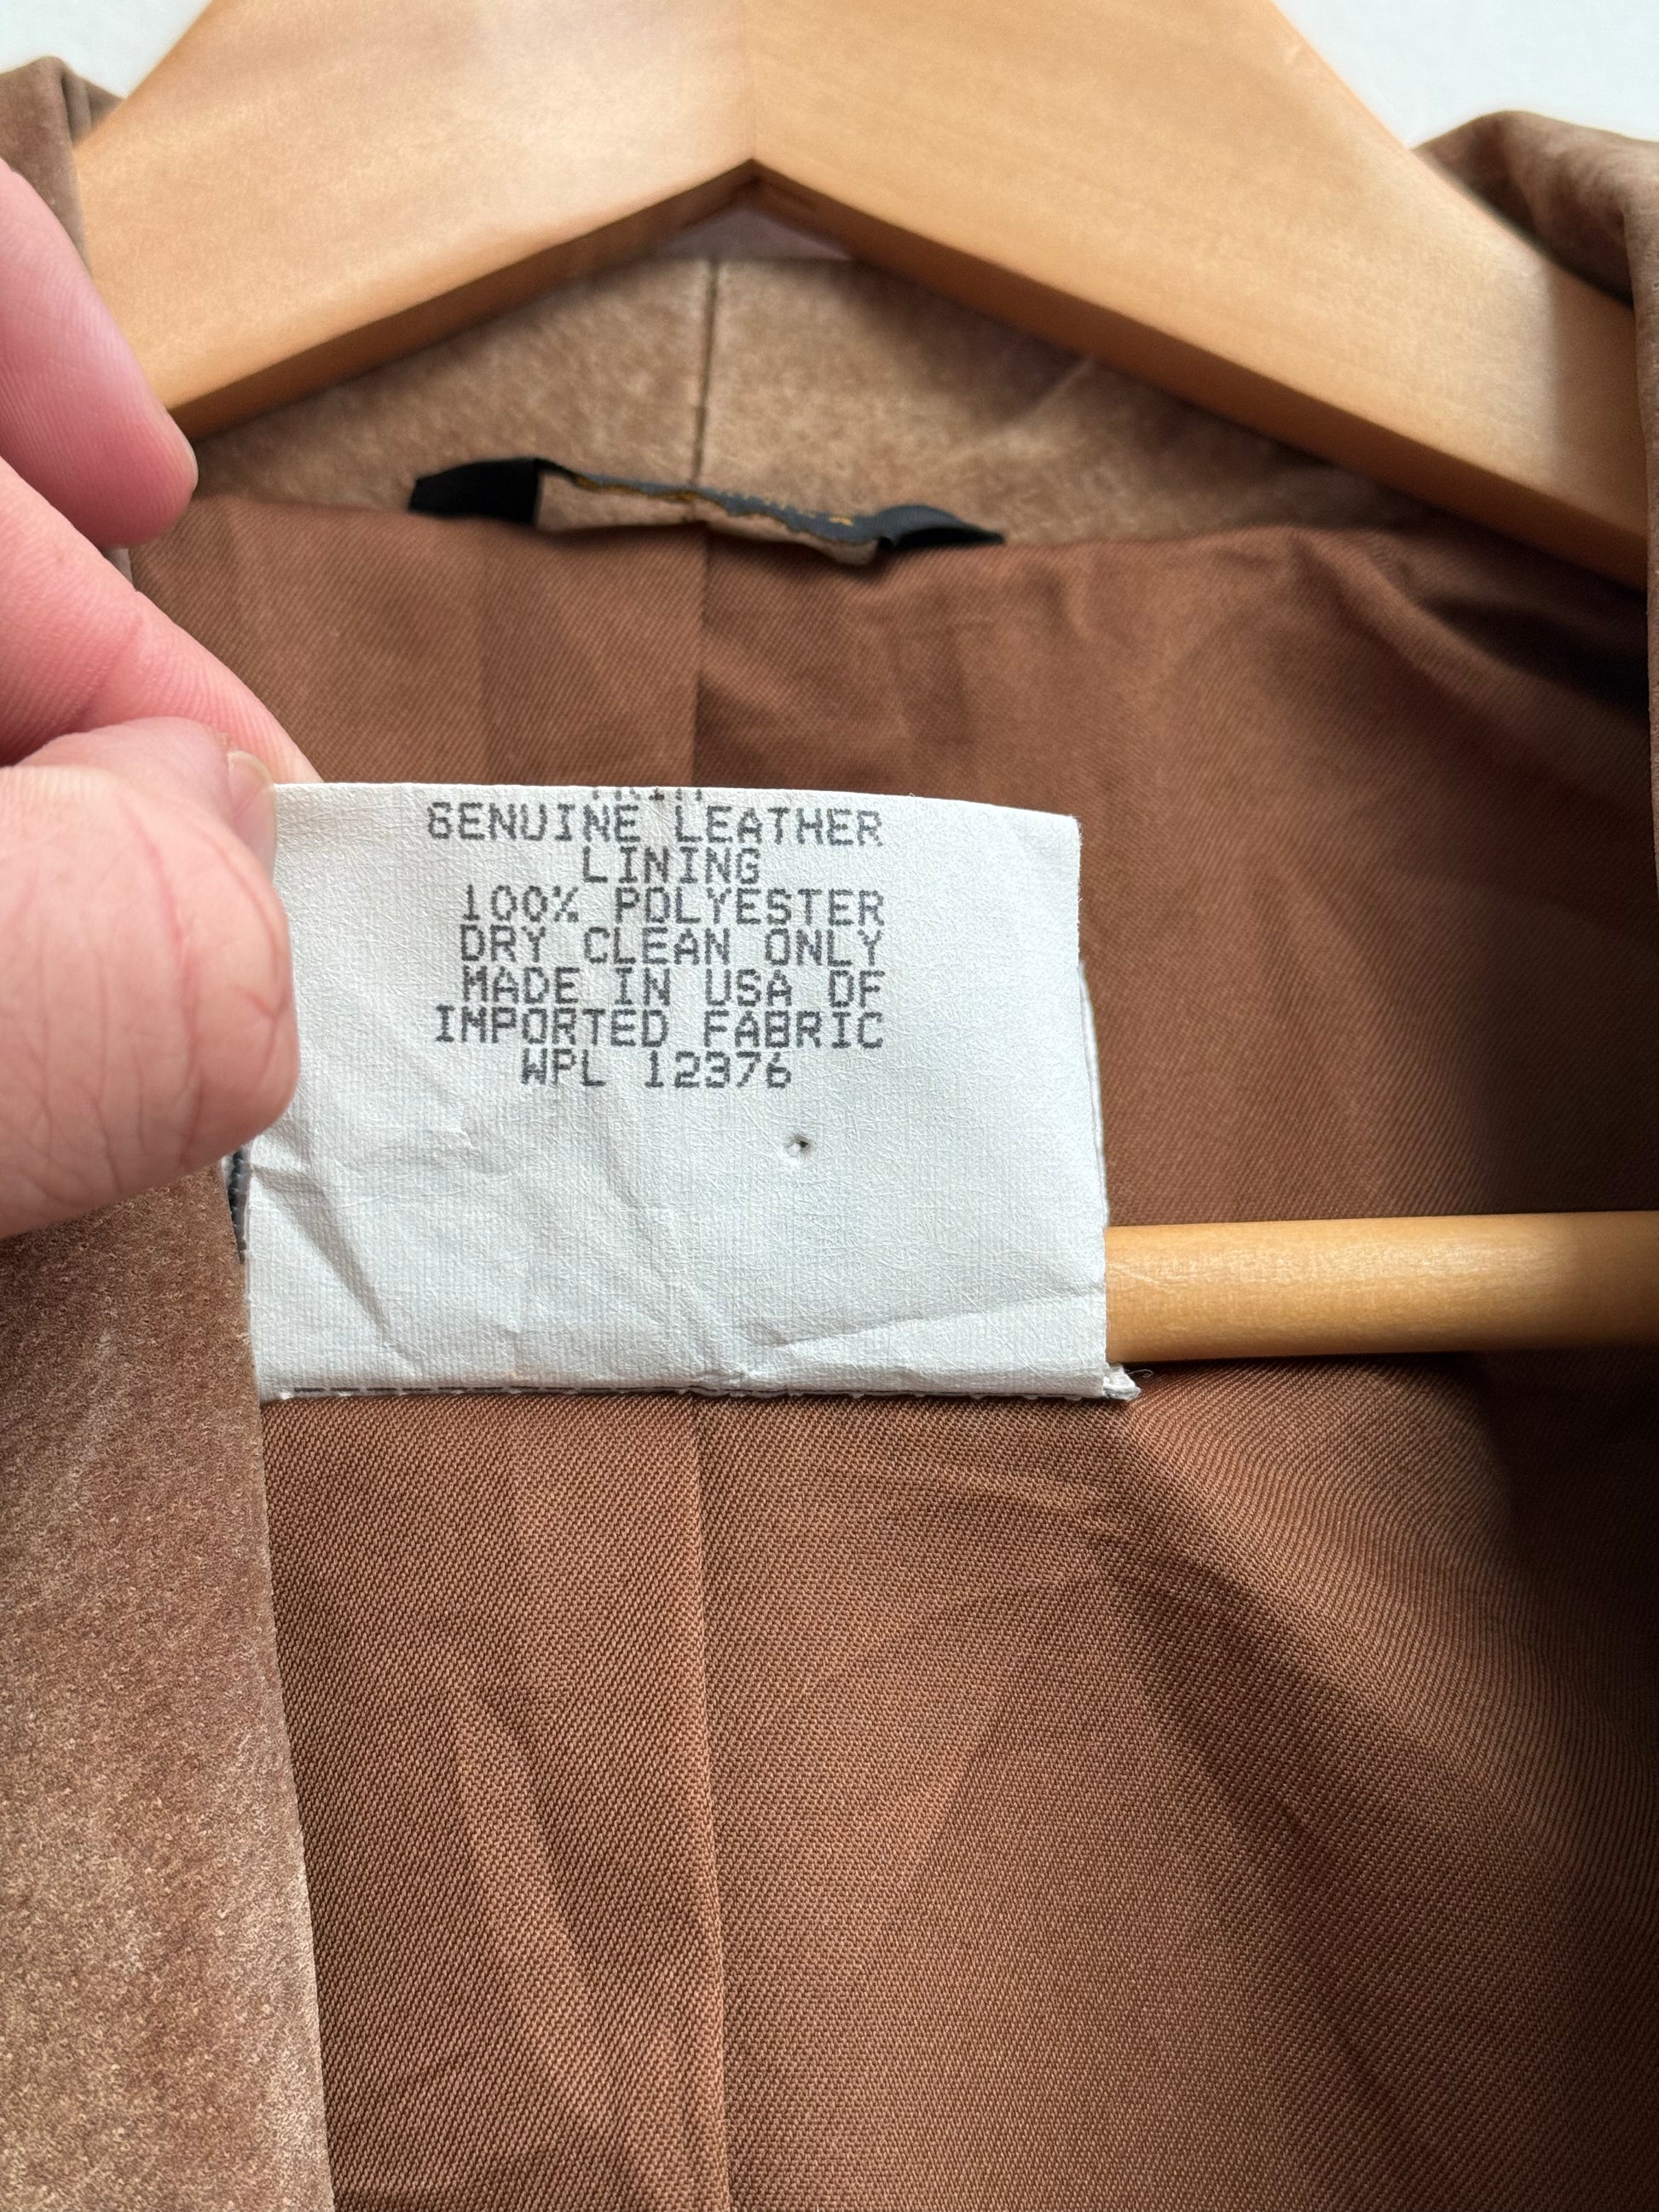 GENUINE LEATHER
LINING
100% POLYESTER
DRY CLEAN ONLY
MADE IN USA OF
IMPORTED FABRIC
WPL 12376